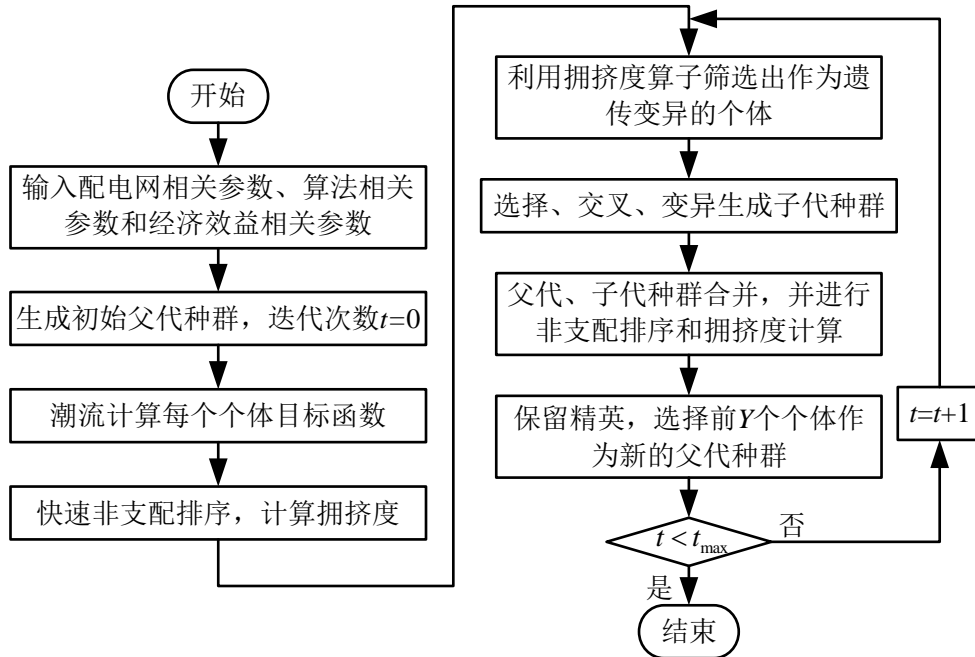 开始
输入配电网相关参数、算法相关
参数和经济效益相关参数
生成初始父代种群，迭代次数t=0
潮流计算每个个体目标函数
快速非支配排序，计算拥挤度
利用拥挤度算子筛选出作为遗
传变异的个体
选择、交叉、变异生成子代种群
父代、子代种群合并，并进行
非支配排序和拥挤度计算
保留精英，选择前Y个个体作
为新的父代种群
t=t+1
t < tmax
否
是
结束